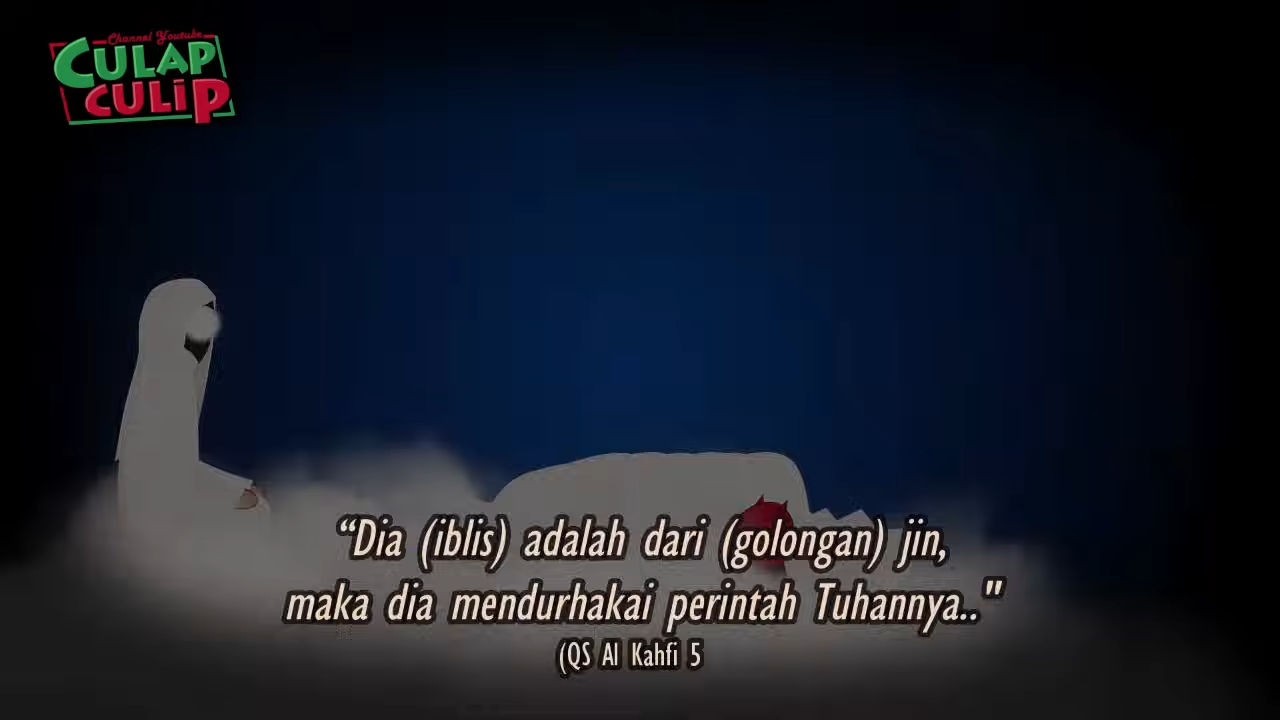 Channel Youtube
CULAP
CULIP
“Dia (iblis) adalah dari (golongan) jin,
maka dia mendurhakai perintah Tuhannya.."
(QS Al Kahfi 5